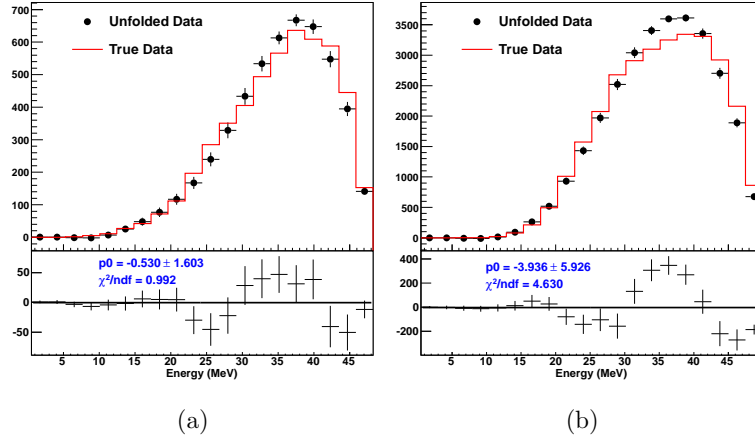 700
600
500
400
300
200
100
0
Unfolded Data
True Data
50
0
-50
p0 = -0.530 ± 1.603
χ²/ndf = 0.992
5 10 15 20 25 30 35 40 45
Energy (MeV)
(a)
3500
3000
2500
2000
1500
1000
500
0
Unfolded Data
True Data
400
200
0
-200
p0 = -3.936 ± 5.926
χ²/ndf = 4.630
5 10 15 20 25 30 35 40 45
Energy (MeV)
(b)